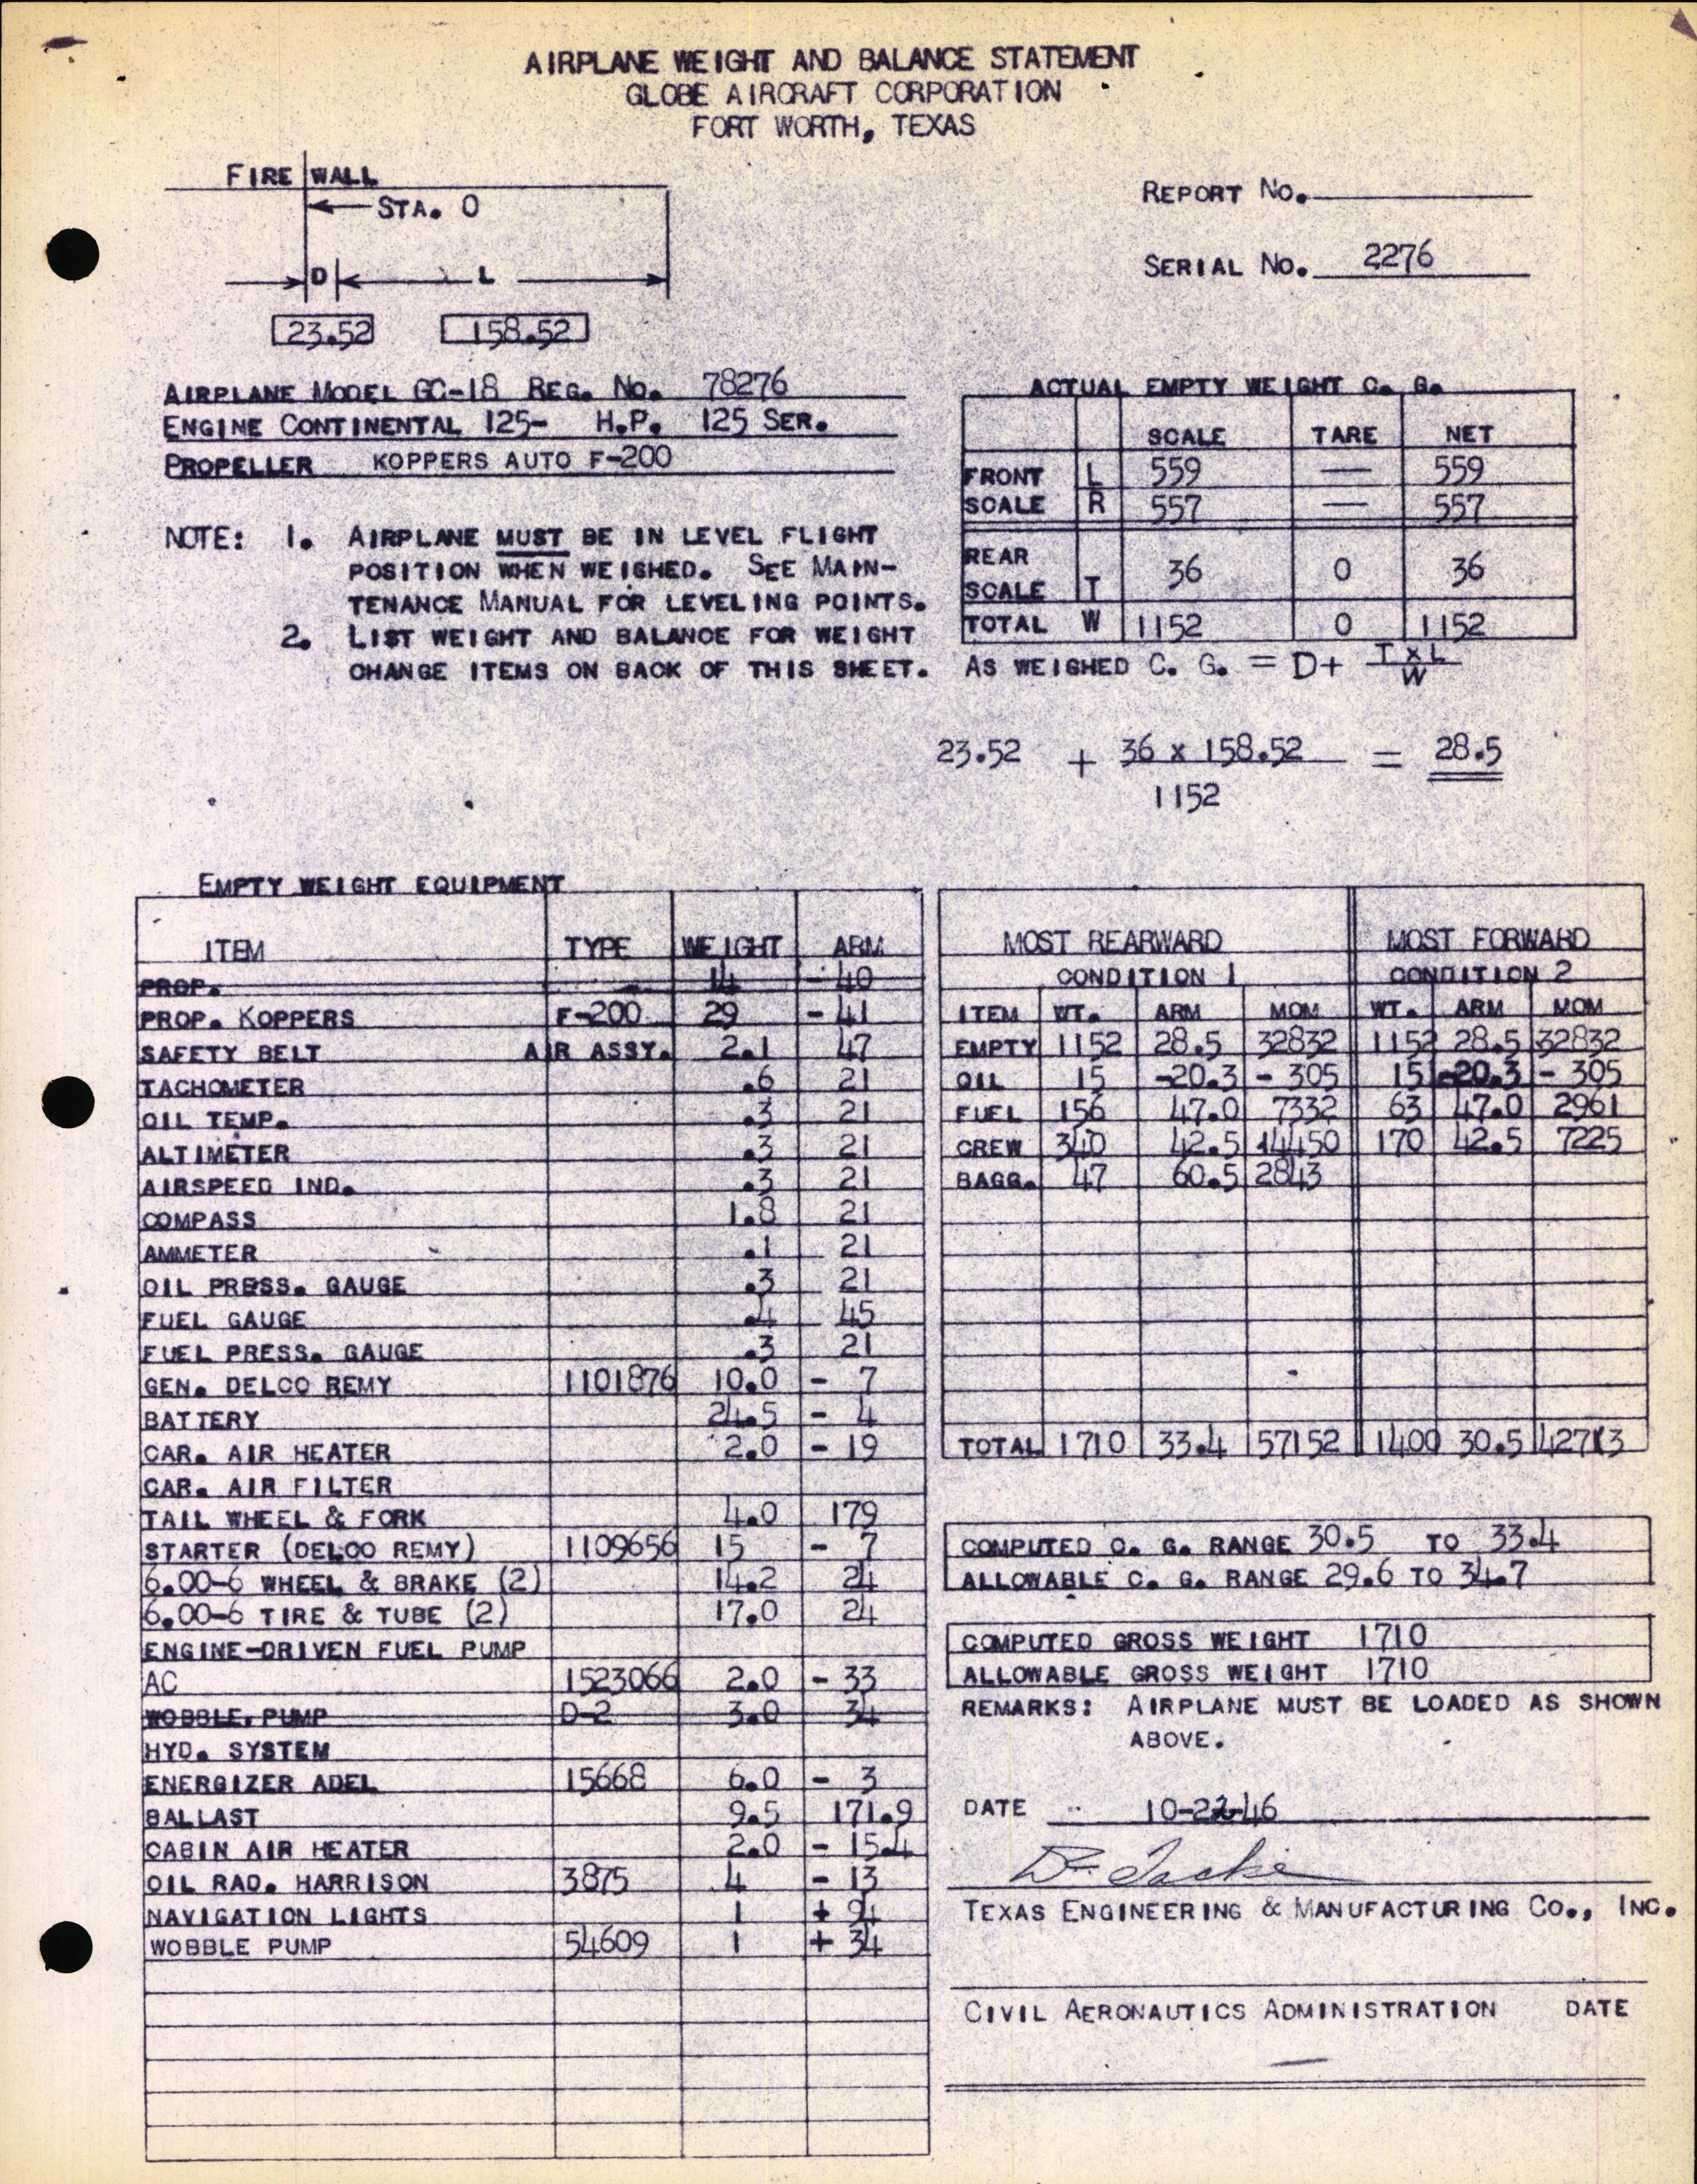 AIRPLANE WEIGHT AND BALANCE STATEMENT
GLOBE AIRCRAFT CORPORATION
FORT WORTH, TEXAS
FIRE WALL
STA. 0
D L
23.52 158.52
REPORT NO.
SERIAL NO. 2276
AIRPLANE MODEL GC-1B REG. NO. 78276
ENGINE CONTINENTAL 125- H.P. 125 SER.
PROPELLER KOPPERS AUTO F-200
NOTE: 1. AIRPLANE MUST BE IN LEVEL FLIGHT
POSITION WHEN WEIGHED. SEE MAIN-
TENANCE MANUAL FOR LEVELING POINTS.
2. LIST WEIGHT AND BALANCE FOR WEIGHT
CHANGE ITEMS ON BACK OF THIS SHEET.
ACTUAL EMPTY WEIGHT C. G.
SCALE TARE NET
FRONT L 559 — 559
SCALE R 557 — 557
REAR
SCALE T 36 0 36
TOTAL W 1152 0 1152
AS WEIGHED C. G. = D+ T x L
W
23.52 + 36 x 158.52 = 28.5
1152
EMPTY WEIGHT EQUIPMENT
ITEM TYPE WEIGHT ARM
PROP. 14 - 40
PROP. KOPPERS F-200 29 - 41
SAFETY BELT AIR ASSY. 2.1 47
TACHOMETER .6 21
OIL TEMP. .3 21
ALTIMETER .3 21
AIRSPEED IND. .3 21
COMPASS 1.8 21
AMMETER .1 21
OIL PRESS. GAUGE .3 21
FUEL GAUGE .4 45
FUEL PRESS. GAUGE .3 21
GEN. DELCO REMY 1101876 10.0 - 7
BATTERY 24.5 - 4
CAR. AIR HEATER 2.0 - 19
CAR. AIR FILTER
TAIL WHEEL & FORK 4.0 179
STARTER (DELCO REMY) 1109656 15 - 7
6.00-6 WHEEL & BRAKE (2) 14.2 24
6.00-6 TIRE & TUBE (2) 17.0 24
ENGINE-DRIVEN FUEL PUMP
AC 1523066 2.0 - 33
WOBBLE PUMP D-2 3.0 34
HYD. SYSTEM
ENERGIZER ADEL 15668 6.0 - 3
BALLAST 9.5 171.9
CABIN AIR HEATER 2.0 - 15.4
OIL RAD. HARRISON 3875 4 - 13
NAVIGATION LIGHTS 1 + 94
WOBBLE PUMP 54609 1 + 34
MOST REARWARD MOST FORWARD
CONDITION 1 CONDITION 2
ITEM WT. ARM MOM WT. ARM MOM
EMPTY 1152 28.5 32832 1152 28.5 32832
OIL 15 -20.3 - 305 15 -20.3 - 305
FUEL 156 47.0 7332 63 47.0 2961
CREW 340 42.5 14450 170 42.5 7225
BAGG. 47 60.5 2843
TOTAL 1710 33.4 57152 1400 30.5 42713
COMPUTED C. G. RANGE 30.5 TO 33.4
ALLOWABLE C. G. RANGE 29.6 TO 34.7
COMPUTED GROSS WEIGHT 1710
ALLOWABLE GROSS WEIGHT 1710
REMARKS: AIRPLANE MUST BE LOADED AS SHOWN
ABOVE.
DATE 10-22-46
TEXAS ENGINEERING & MANUFACTURING CO., INC.
CIVIL AERONAUTICS ADMINISTRATION DATE